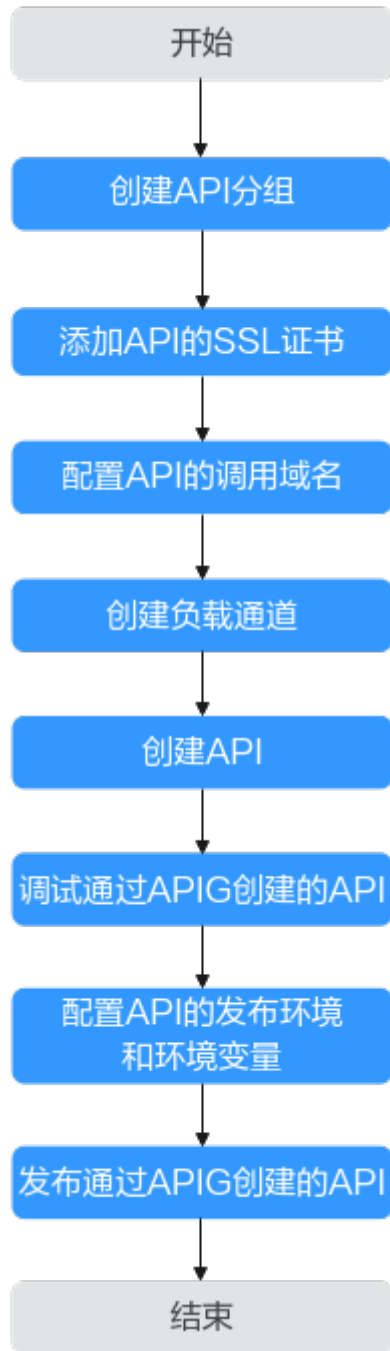 开始
创建API分组
添加API的SSL证书
配置API的调用域名
创建负载通道
创建API
调试通过APIG创建的API
配置API的发布环境
和环境变量
发布通过APIG创建的API
结束